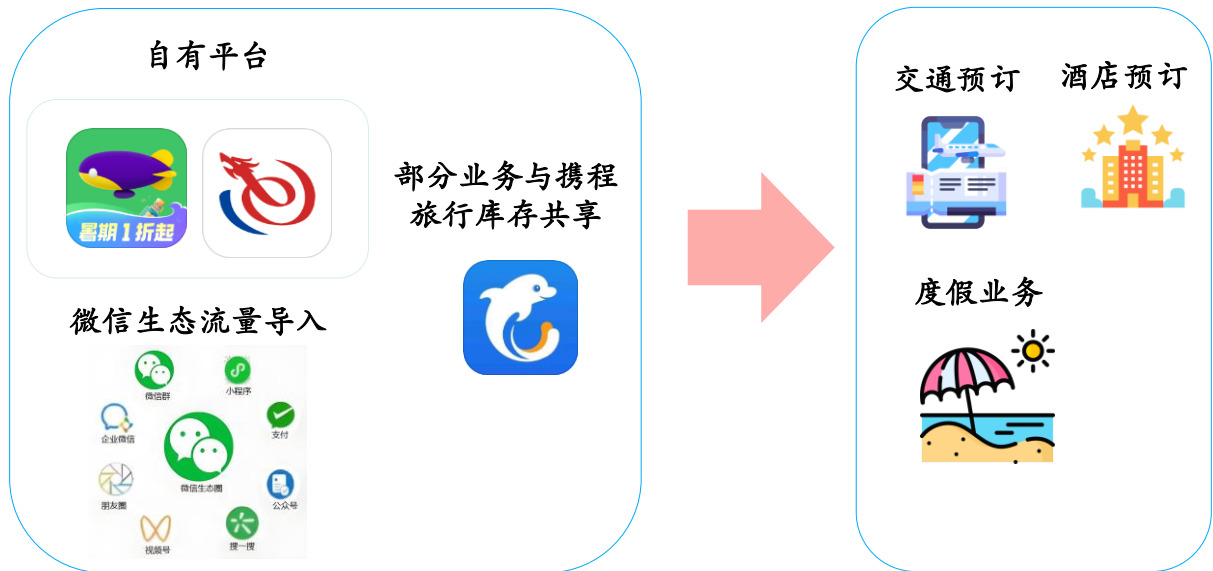 自有平台
暑期1折起
部分业务与携程
旅行库存共享
微信生态流量导入
微信群
小程序
企业微信
支付
微信生态圈
朋友圈
公众号
视频号
搜一搜
交通预订
酒店预订
度假业务